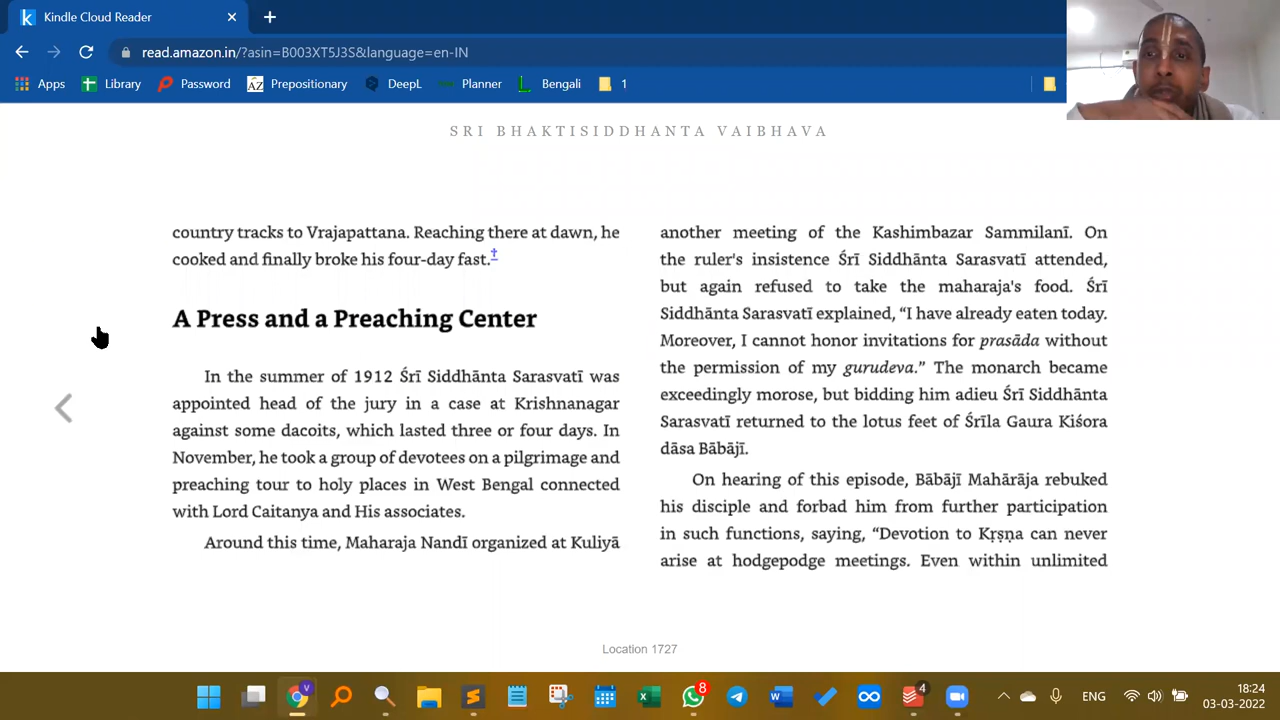 Kindle Cloud Reader
read.amazon.in/?asin=B003XT5J3S&language=en-IN
Apps Library Password Prepositionary DeepL Planner Bengali 1
SRI BHAKTISIDDHANTA VAIBHAVA
country tracks to Vrajapattana. Reaching there at dawn, he
cooked and finally broke his four-day fast.†
A Press and a Preaching Center
In the summer of 1912 Śrī Siddhānta Sarasvatī was
appointed head of the jury in a case at Krishnanagar
against some dacoits, which lasted three or four days. In
November, he took a group of devotees on a pilgrimage and
preaching tour to holy places in West Bengal connected
with Lord Caitanya and His associates.
Around this time, Maharaja Nandī organized at Kuliyā
another meeting of the Kashimbazar Sammilanī. On
the ruler's insistence Śrī Siddhānta Sarasvatī attended,
but again refused to take the maharaja's food. Śrī
Siddhānta Sarasvatī explained, “I have already eaten today.
Moreover, I cannot honor invitations for prasāda without
the permission of my gurudeva.” The monarch became
exceedingly morose, but bidding him adieu Śrī Siddhānta
Sarasvatī returned to the lotus feet of Śrīla Gaura Kiśora
dāsa Bābājī.
On hearing of this episode, Bābājī Mahārāja rebuked
his disciple and forbad him from further participation
in such functions, saying, “Devotion to Kṛṣṇa can never
arise at hodgepodge meetings. Even within unlimited
Location 1727
8
4
ENG
18:24
03-03-2022